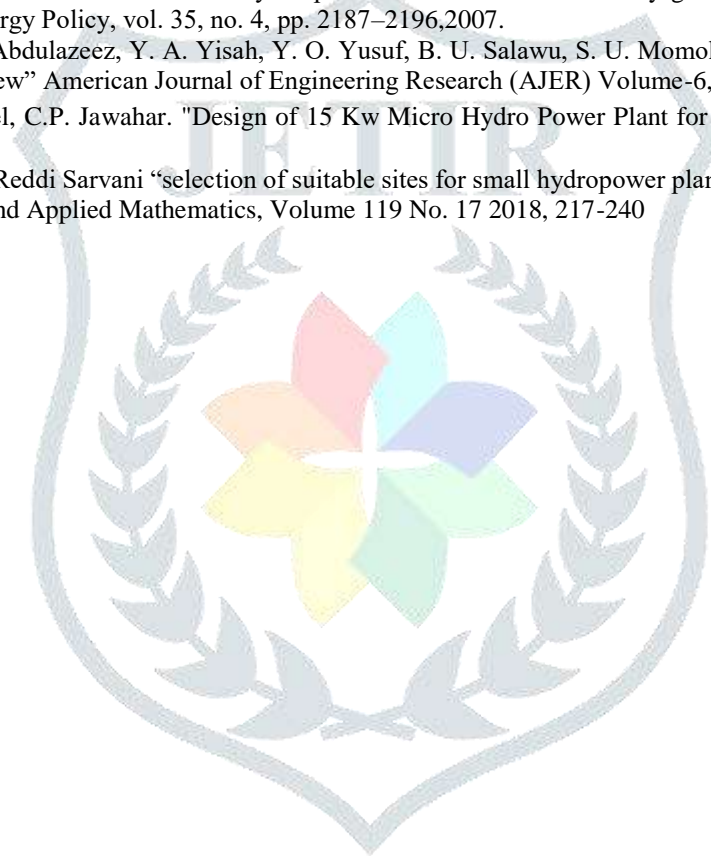 rgy Policy, vol. 35, no. 4, pp. 2187–2196,2007.
Abdulazeez, Y. A. Yisah, Y. O. Yusuf, B. U. Salawu, S. U. Momol
ew” American Journal of Engineering Research (AJER) Volume-6,
el, C.P. Jawahar. "Design of 15 Kw Micro Hydro Power Plant for
JETIR
Reddi Sarvani “selection of suitable sites for small hydropower plan
nd Applied Mathematics, Volume 119 No. 17 2018, 217-240